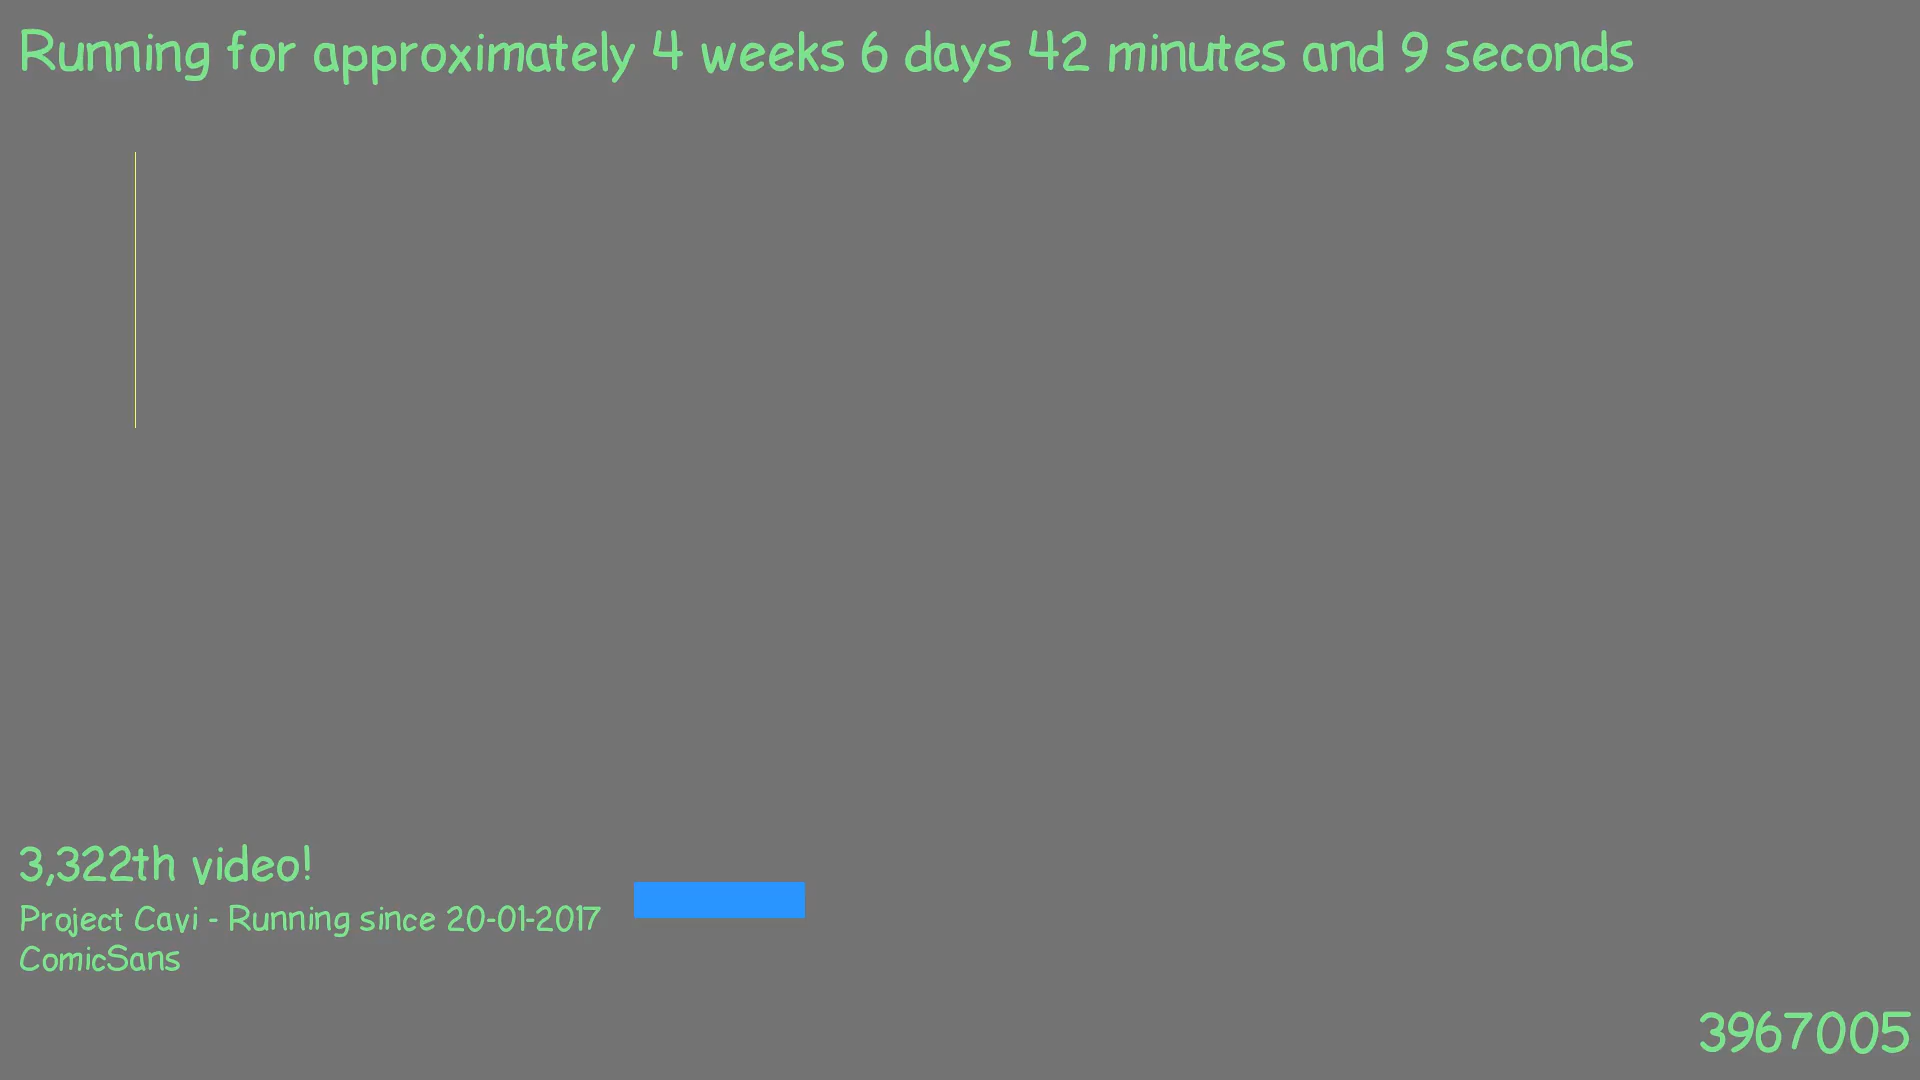 Running for approximately 4 weeks 6 days 42 minutes and 9 seconds
3,322th video!
Project Cavi - Running since 20-01-2017
ComicSans
3967005